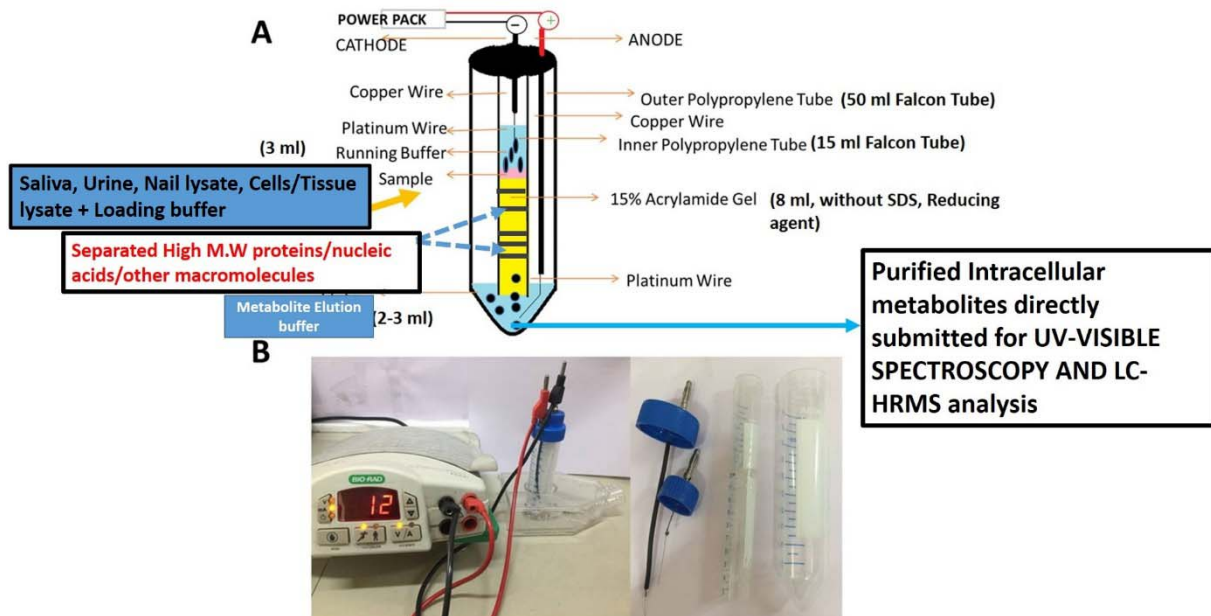 A
POWER PACK
−
+
CATHODE
ANODE
Copper Wire
Outer Polypropylene Tube (50 ml Falcon Tube)
Copper Wire
Platinum Wire
Inner Polypropylene Tube (15 ml Falcon Tube)
(3 ml)
Running Buffer
Sample
Saliva, Urine, Nail lysate, Cells/Tissue
lysate + Loading buffer
15% Acrylamide Gel (8 ml, without SDS, Reducing
agent)
Separated High M.W proteins/nucleic
acids/other macromolecules
Platinum Wire
Metabolite Elution
buffer
(2-3 ml)
Purified Intracellular
metabolites directly
submitted for UV-VISIBLE
SPECTROSCOPY AND LC-
HRMS analysis
B
BIO-RAD
12
V/A